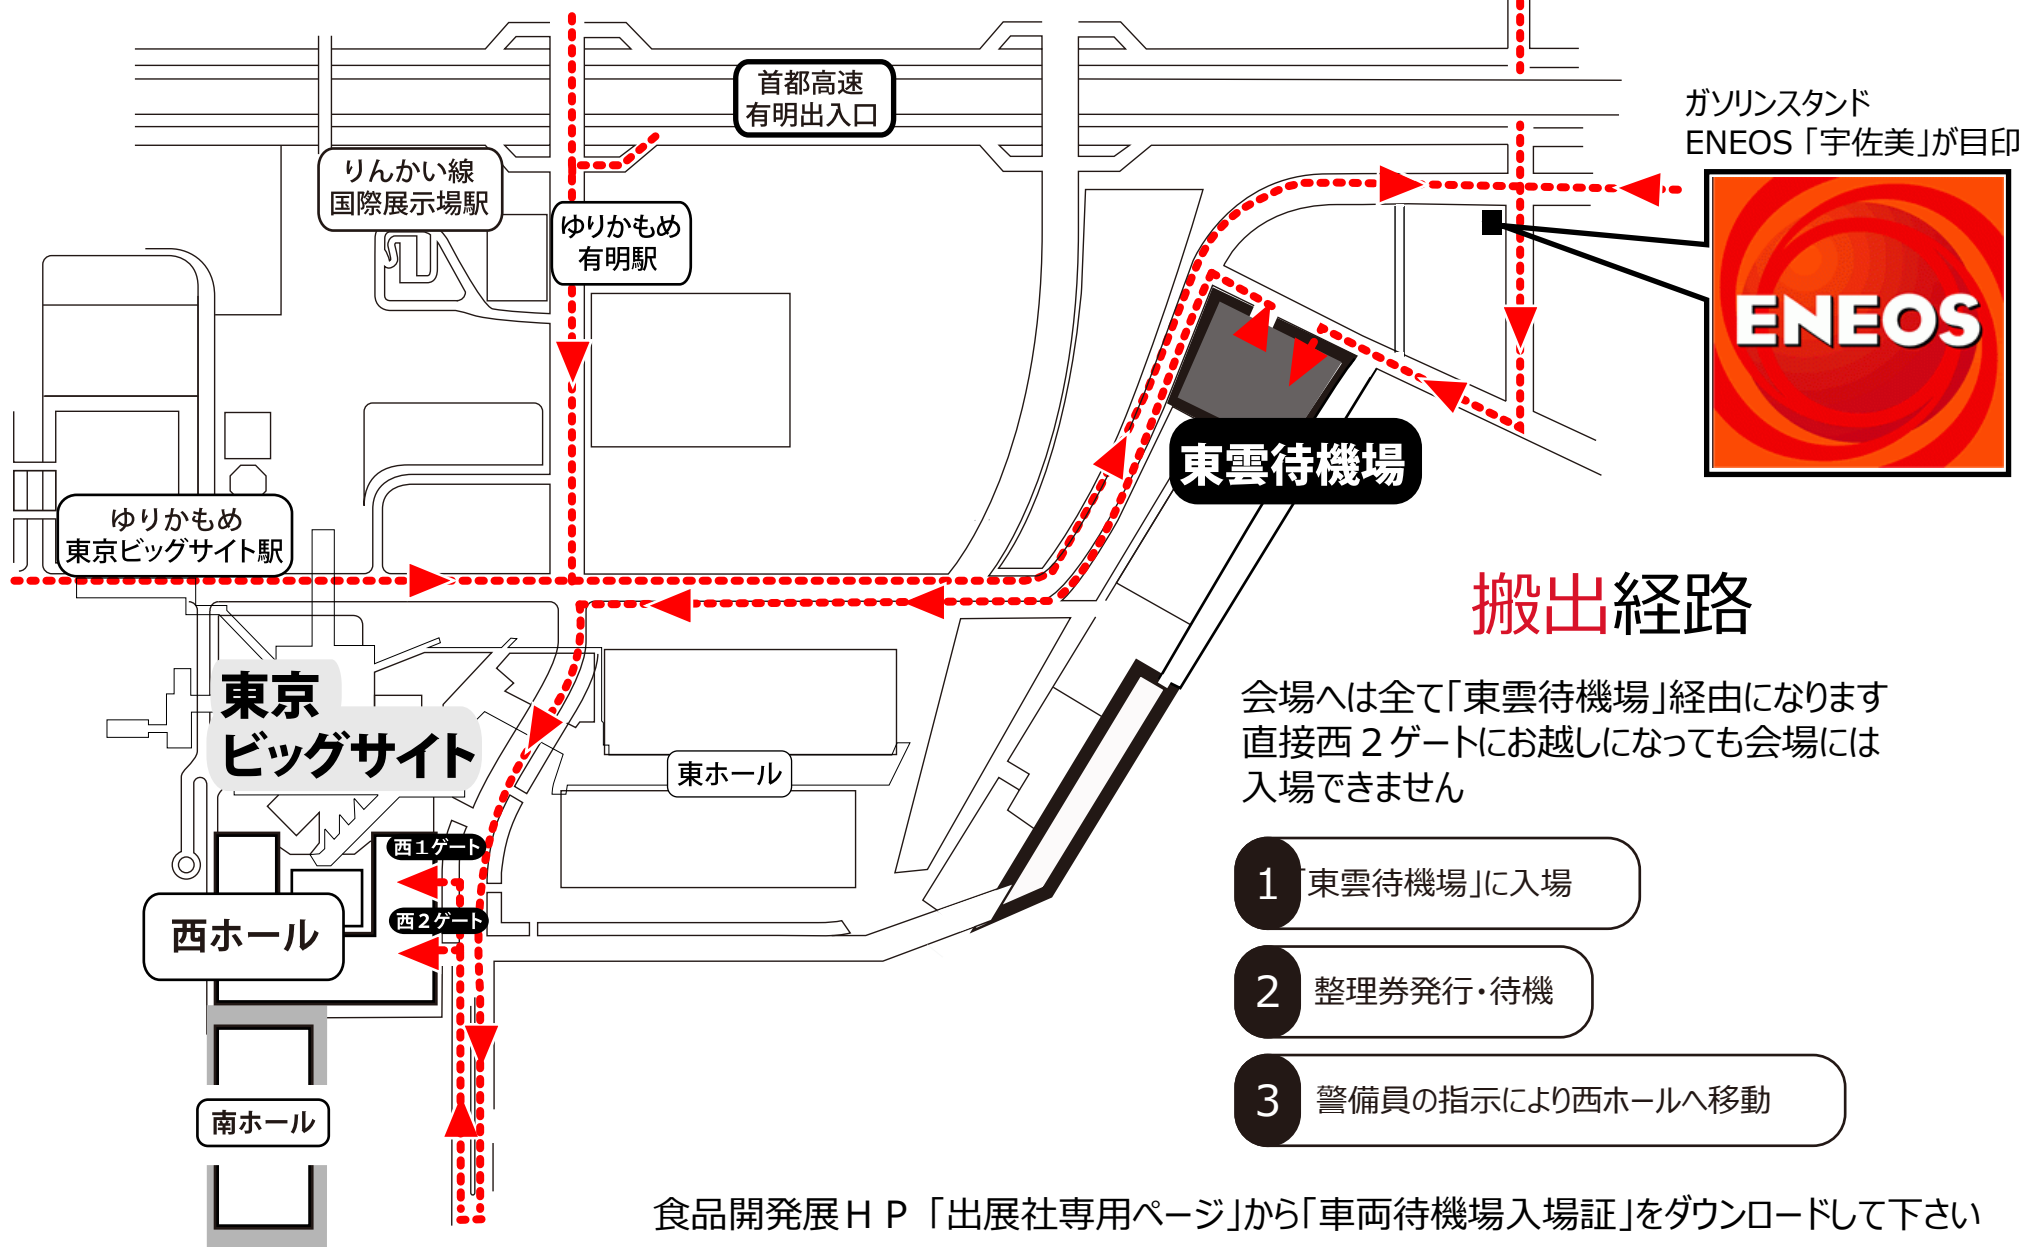 首都高速
有明出入口
ガソリンスタンド
ENEOS「宇佐美」が目印
りんかい線
国際展示場駅
ゆりかもめ
有明駅
ENEOS
東雲待機場
ゆりかもめ
東京ビッグサイト駅
搬出経路
東京
ビッグサイト
会場へは全て「東雲待機場」経由になります
直接西２ゲートにお越しになっても会場には
入場できません
東ホール
西１ゲート
西２ゲート
西ホール
南ホール
1 「東雲待機場」に入場
2 整理券発行・待機
3 警備員の指示により西ホールへ移動
食品開発展ＨＰ「出展社専用ページ」から「車両待機場入場証」をダウンロードして下さい